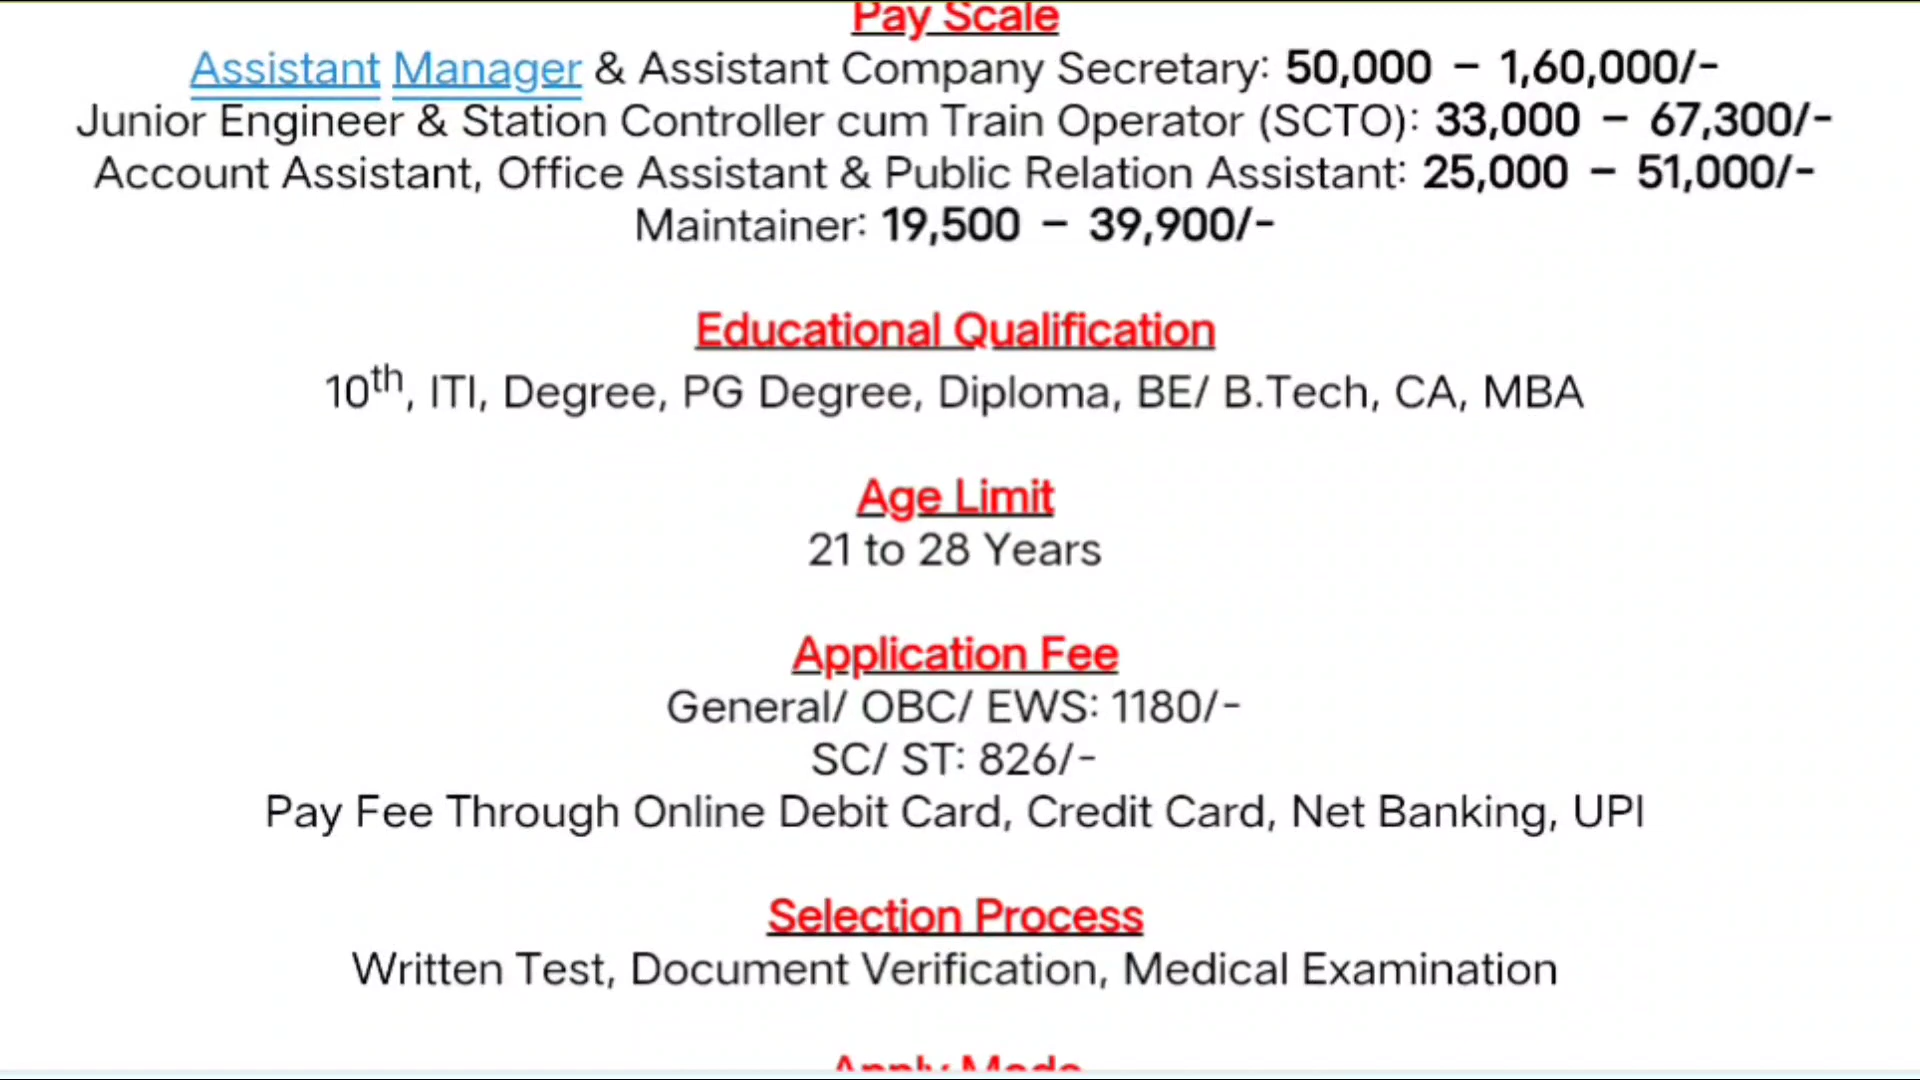 Pay Scale
Assistant Manager & Assistant Company Secretary: 50,000 – 1,60,000/-
Junior Engineer & Station Controller cum Train Operator (SCTO): 33,000 – 67,300/-
Account Assistant, Office Assistant & Public Relation Assistant: 25,000 – 51,000/-
Maintainer: 19,500 – 39,900/-
Educational Qualification
10th, ITI, Degree, PG Degree, Diploma, BE/ B.Tech, CA, MBA
Age Limit
21 to 28 Years
Application Fee
General/ OBC/ EWS: 1180/-
SC/ ST: 826/-
Pay Fee Through Online Debit Card, Credit Card, Net Banking, UPI
Selection Process
Written Test, Document Verification, Medical Examination
Apply Mode